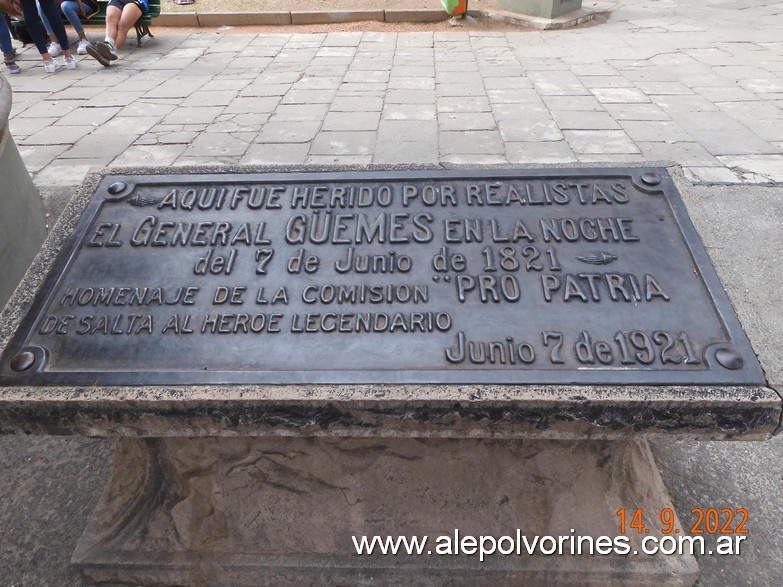 AQUI FUE HERIDO POR REALISTAS
EL GENERAL GÜEMES EN LA NOCHE
del 7 de Junio de 1821
HOMENAJE DE LA COMISION "PRO PATRIA
DE SALTA AL HEROE LEGENDARIO
Junio 7 de 1921
14. 9. 2022
www.alepolvorines.com.ar